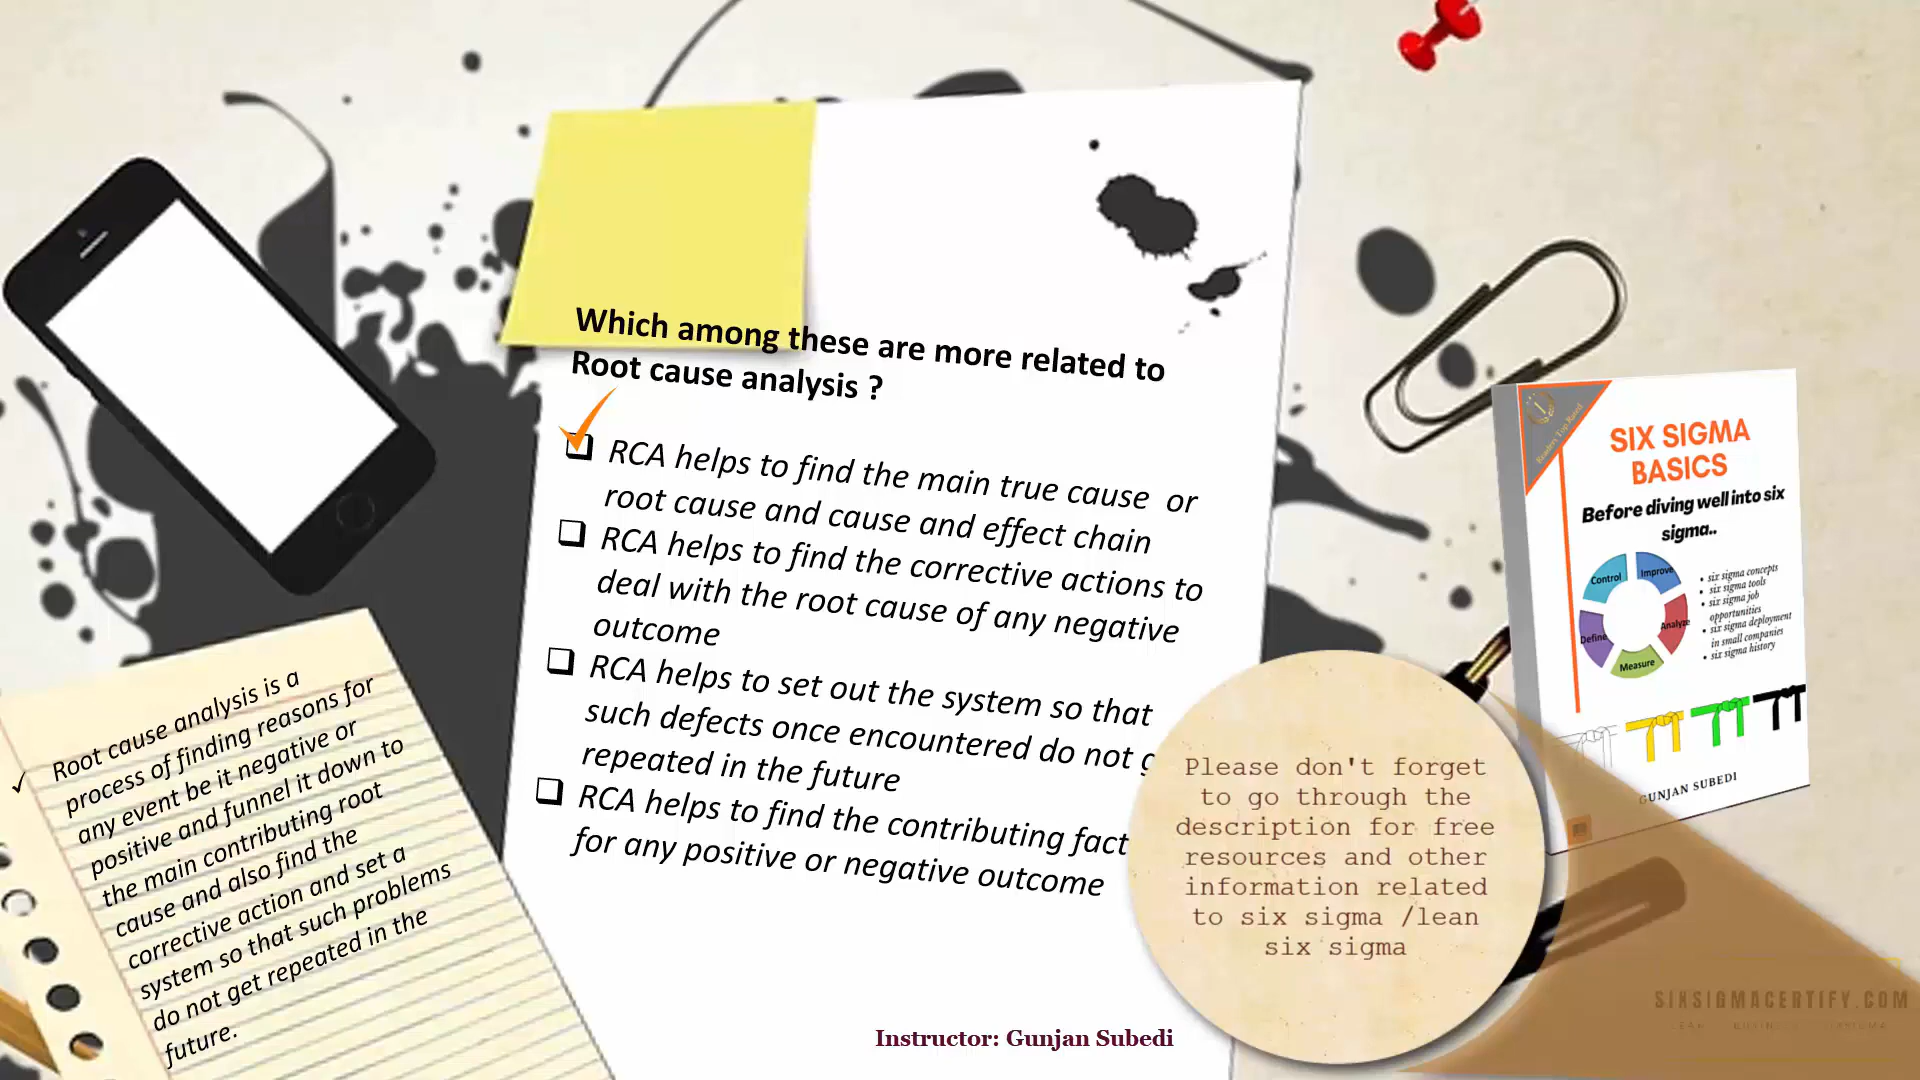 Which among these are more related to
Root cause analysis ?
RCA helps to find the main true cause or
root cause and cause and effect chain
RCA helps to find the corrective actions to
deal with the root cause of any negative
outcome
RCA helps to set out the system so that
such defects once encountered do not g
repeated in the future
RCA helps to find the contributing fact
for any positive or negative outcome
Root cause analysis is a
process of finding reasons for
any event be it negative or
positive and funnel it down to
the main contributing root
cause and also find the
corrective action and set a
system so that such problems
do not get repeated in the
future.
Readers Top Rated
SIX SIGMA
BASICS
Before diving well into six
sigma..
Control
Improve
Define
Analyze
Measure
six sigma concepts
six sigma tools
six sigma job
opportunities
six sigma deployment
in small companies
six sigma history
GUNJAN SUBEDI
Please don't forget
to go through the
description for free
resources and other
information related
to six sigma /lean
six sigma
Instructor: Gunjan Subedi
SIXSIGMACERTIFY.COM